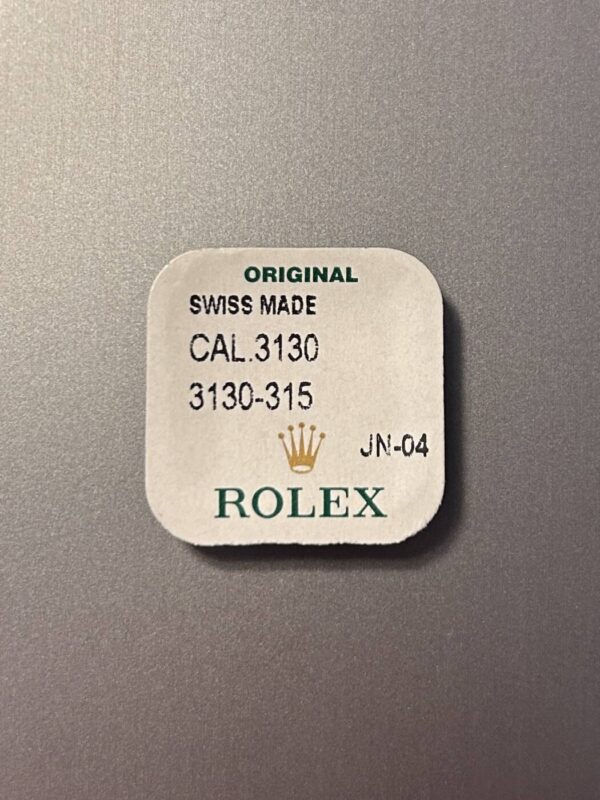 ORIGINAL
SWISS MADE
CAL.3130
3130-315
JN-04
ROLEX